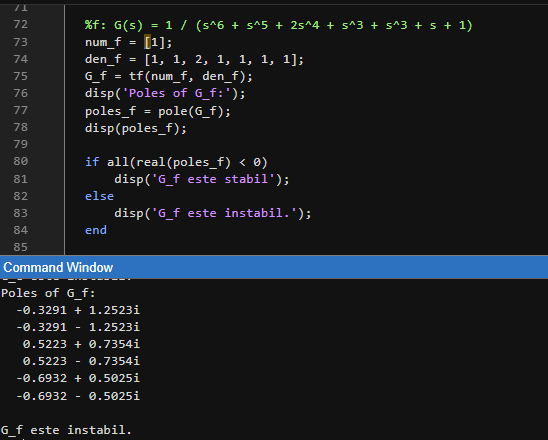 71
72 %f: G(s) = 1 / (s^6 + s^5 + 2s^4 + s^3 + s^3 + s + 1)
73 num_f = [1];
74 den_f = [1, 1, 2, 1, 1, 1, 1];
75 G_f = tf(num_f, den_f);
76 disp('Poles of G_f:');
77 poles_f = pole(G_f);
78 disp(poles_f);
79
80 if all(real(poles_f) < 0)
81 disp('G_f este stabil');
82 else
83 disp('G_f este instabil.');
84 end
85
Command Window
Poles of G_f:
-0.3291 + 1.2523i
-0.3291 - 1.2523i
0.5223 + 0.7354i
0.5223 - 0.7354i
-0.6932 + 0.5025i
-0.6932 - 0.5025i
G_f este instabil.